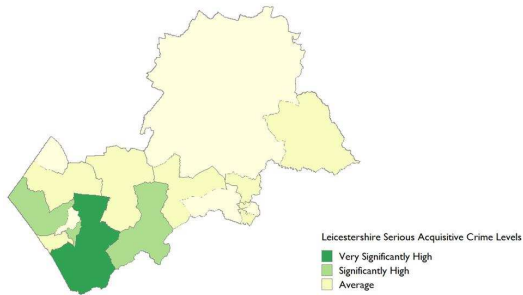 Leicestershire Serious Acquisitive Crime Levels
Very Significantly High
Significantly High
Average